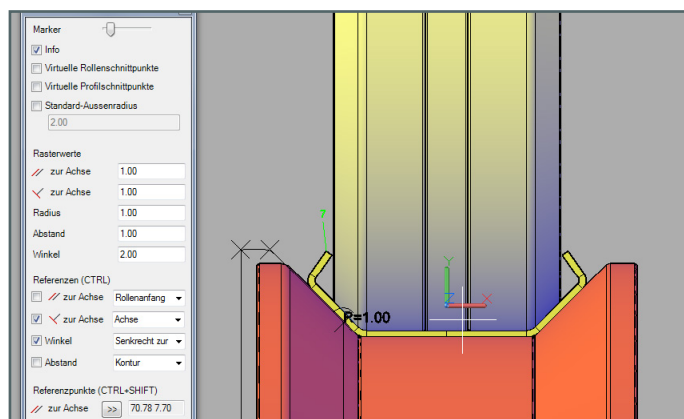 Marker
Info
Virtuelle Rollenschnittpunkte
Virtuelle Profilschnittpunkte
Standard-Aussenradius
2.00
Rasterwerte
zur Achse 1.00
zur Achse 1.00
Radius 1.00
Abstand 1.00
Winkel 2.00
Referenzen (CTRL)
zur Achse Rollenanfang
zur Achse Achse
Winkel Senkrecht zur
Abstand Kontur
Referenzpunkte (CTRL+SHIFT)
zur Achse >> 70.78 7.70
7
R=1.00
Y
Z
X